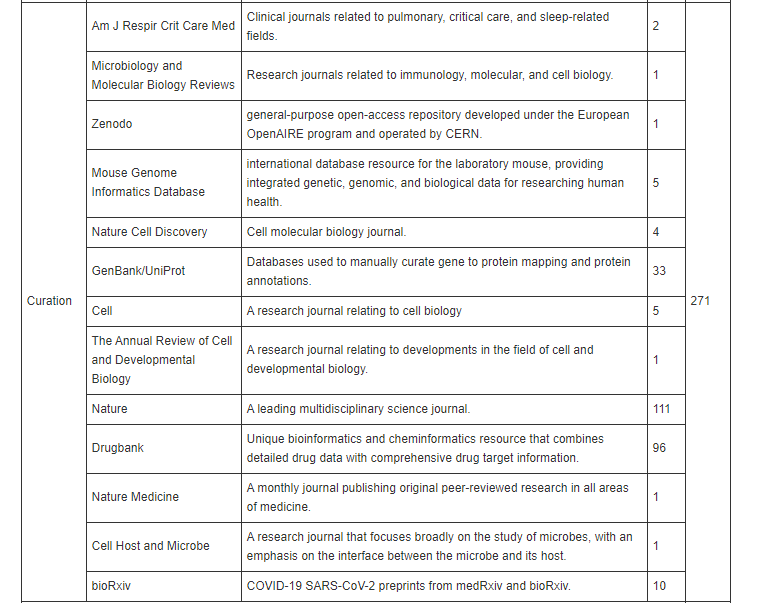 Am J Respir Crit Care Med
Clinical journals related to pulmonary, critical care, and sleep-related
fields.
2
Microbiology and
Molecular Biology Reviews
Research journals related to immunology, molecular, and cell biology.
1
Zenodo
general-purpose open-access repository developed under the European
OpenAIRE program and operated by CERN.
1
Mouse Genome
Informatics Database
international database resource for the laboratory mouse, providing
integrated genetic, genomic, and biological data for researching human
health.
5
Nature Cell Discovery
Cell molecular biology journal.
4
GenBank/UniProt
Databases used to manually curate gene to protein mapping and protein
annotations.
33
Curation
Cell
A research journal relating to cell biology
5
271
The Annual Review of Cell
and Developmental
Biology
A research journal relating to developments in the field of cell and
developmental biology.
1
Nature
A leading multidisciplinary science journal.
111
Drugbank
Unique bioinformatics and cheminformatics resource that combines
detailed drug data with comprehensive drug target information.
96
Nature Medicine
A monthly journal publishing original peer-reviewed research in all areas
of medicine.
1
Cell Host and Microbe
A research journal that focuses broadly on the study of microbes, with an
emphasis on the interface between the microbe and its host.
1
bioRxiv
COVID-19 SARS-CoV-2 preprints from medRxiv and bioRxiv.
10